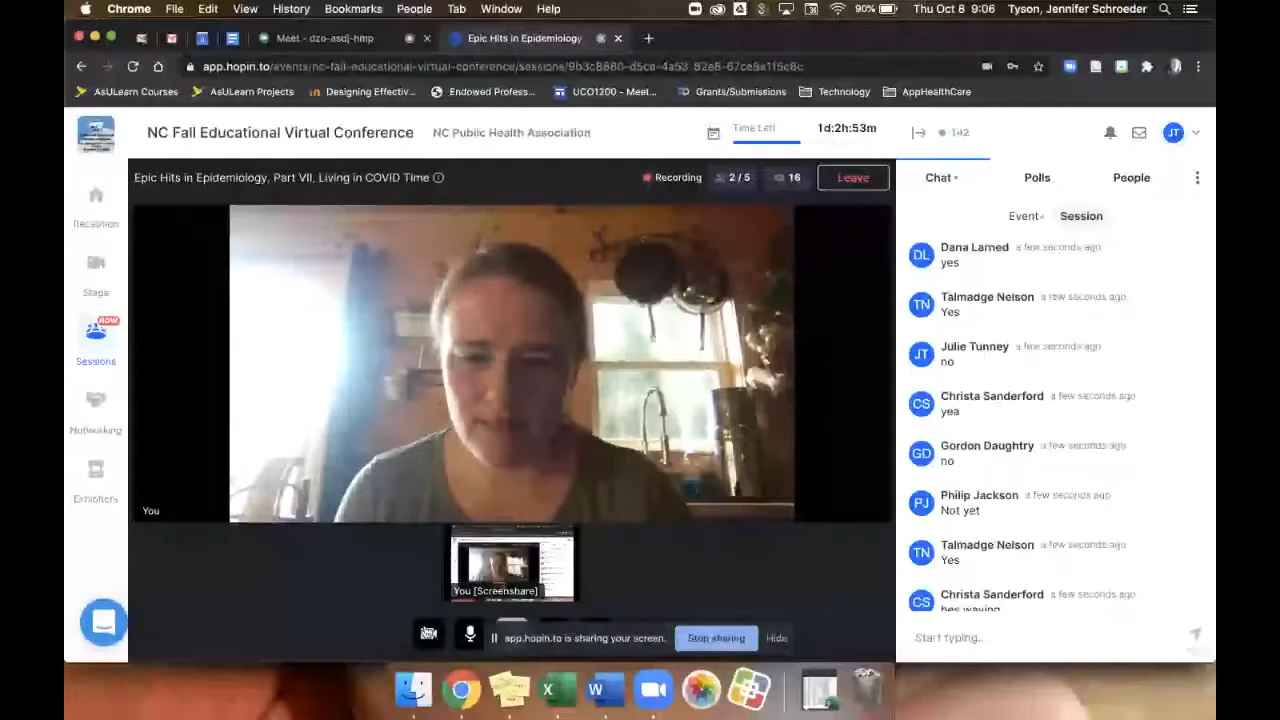 Chrome File Edit View History Bookmarks People Tab Window Help 90% Thu Oct 8 9:06 Tyson, Jennifer Schroeder
Meet - dzo-asdj-hmp Epic Hits in Epidemiology
AsULearn Courses AsULearn Projects Designing Effectiv... Endowed Profess... UCO1200 - Meet... Grants/Submissions Technology AppHealthCare
NC Fall Educational Virtual Conference NC Public Health Association Time Left 1d:2h:53m 142 JT
Epic Hits in Epidemiology, Part VII, Living in COVID Time Recording 2 / 5 16 Leave
Reception
Stage
NOW
Sessions
Networking
Exhibitors
You
You [Screenshare]
app.hopin.to is sharing your screen. Stop sharing Hide
Chat Polls People
Event Session
DL Dana Larned a few seconds ago
yes
TN Talmadge Nelson a few seconds ago
Yes
JT Julie Tunney a few seconds ago
no
CS Christa Sanderford a few seconds ago
yea
GD Gordon Daughtry a few seconds ago
no
PJ Philip Jackson a few seconds ago
Not yet
TN Talmadge Nelson a few seconds ago
Yes
CS Christa Sanderford a few seconds ago
hes waving
Start typing..